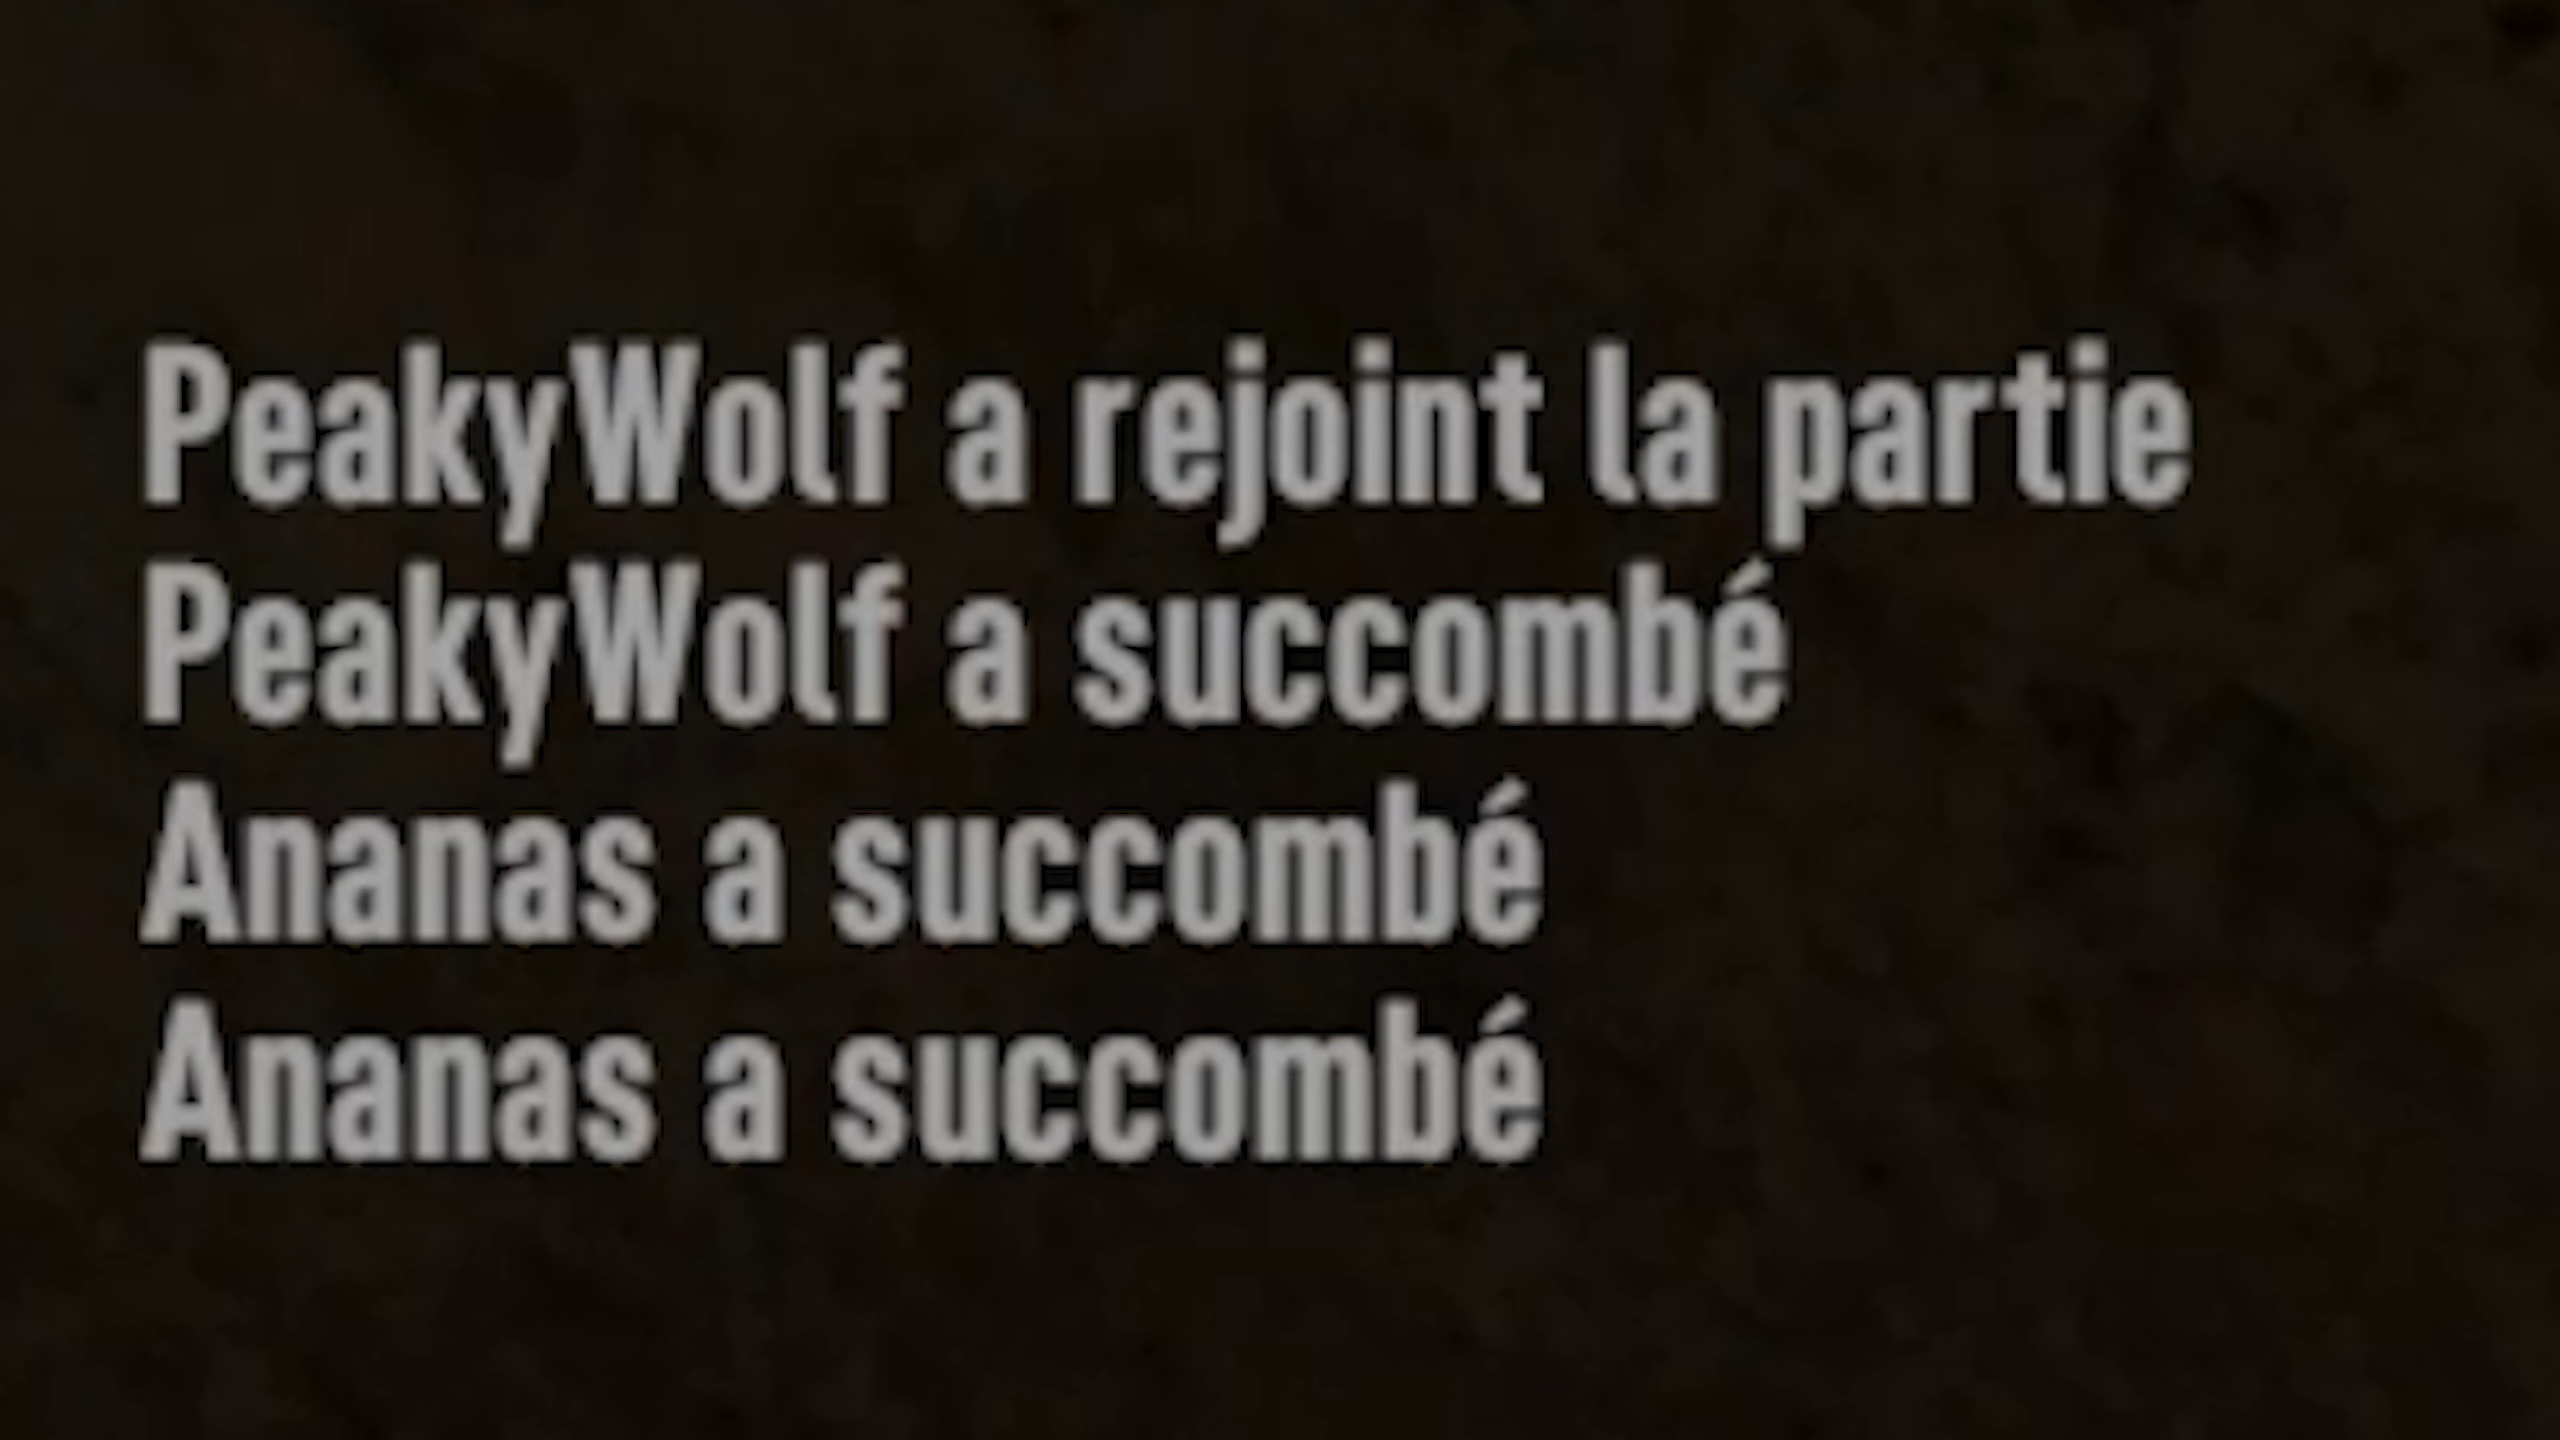 PeakyWolf a rejoint la partie
PeakyWolf a succombé
Ananas a succombé
Ananas a succombé